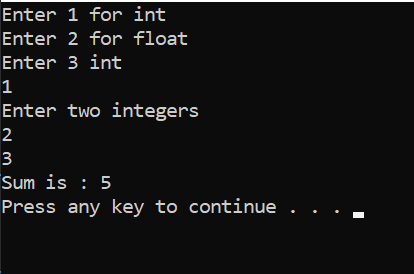 Enter 1 for int
Enter 2 for float
Enter 3 int
1
Enter two integers
2
3
Sum is : 5
Press any key to continue . . .